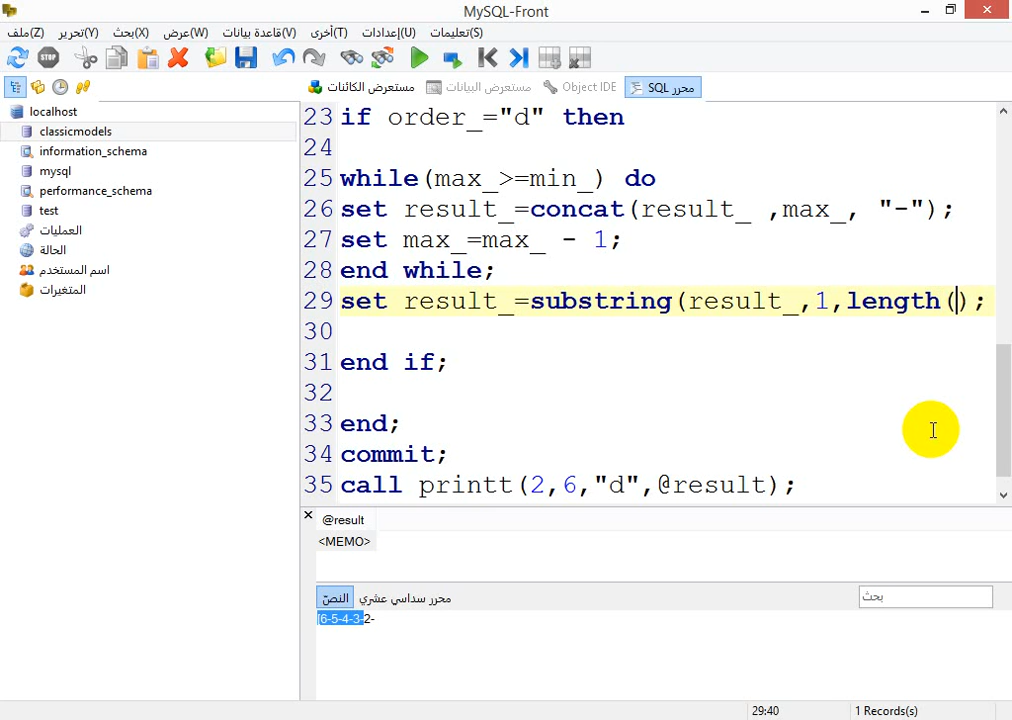 MySQL-Front
ملف(Z) تحرير(Y) البحث(X) عرض(W) قاعدة بيانات(V) إعدادات(U) أخرى(T) تعليمات(S)
مستعرض الكائنات مستعرض البيانات Object IDE محرر SQL
localhost
classicmodels
information_schema
mysql
performance_schema
test
العمليات
الحالة
اسم المستخدم
المتغيرات
23 if order_="d" then
24
25 while(max_>=min_) do
26 set result_=concat(result_ ,max_, "-");
27 set max_=max_ - 1;
28 end while;
29 set result_=substring(result_,1,length();
30
31 end if;
32
33 end;
34 commit;
35 call printt(2,6,"d",@result);
@result
<MEMO>
النصّ محرر سداسي عشري بحث
6-5-4-3-2-
29:40 1 Records(s)